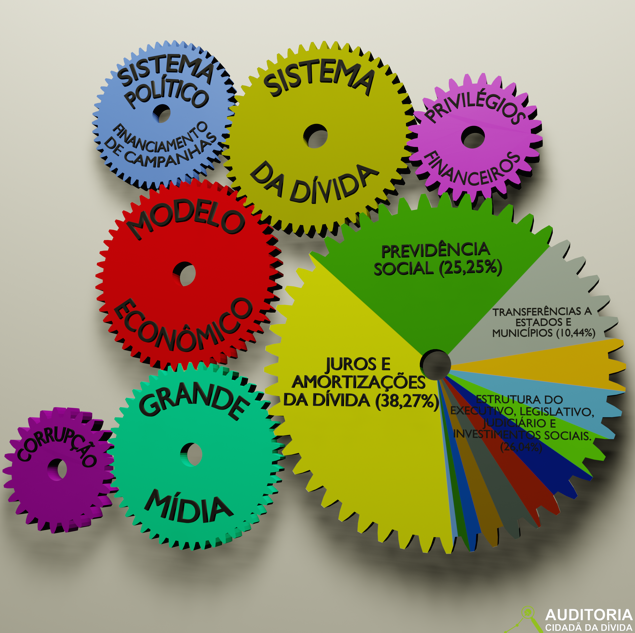 SISTEMA
POLÍTICO
FINANCIAMENTO
DE CAMPANHAS
SISTEMA
DA DÍVIDA
PRIVILÉGIOS
FINANCEIROS
MODELO
ECONÔMICO
PREVIDÊNCIA
SOCIAL (25,25%)
TRANSFERÊNCIAS A
ESTADOS E
MUNICÍPIOS (10,44%)
JUROS E
AMORTIZAÇÕES
DA DÍVIDA (38,27%)
ESTRUTURA DO
EXECUTIVO, LEGISLATIVO,
JUDICIÁRIO E
INVESTIMENTOS SOCIAIS.
GRANDE
MÍDIA
CORRUPÇÃO
AUDITORIA
CIDADÃ DA DÍVIDA